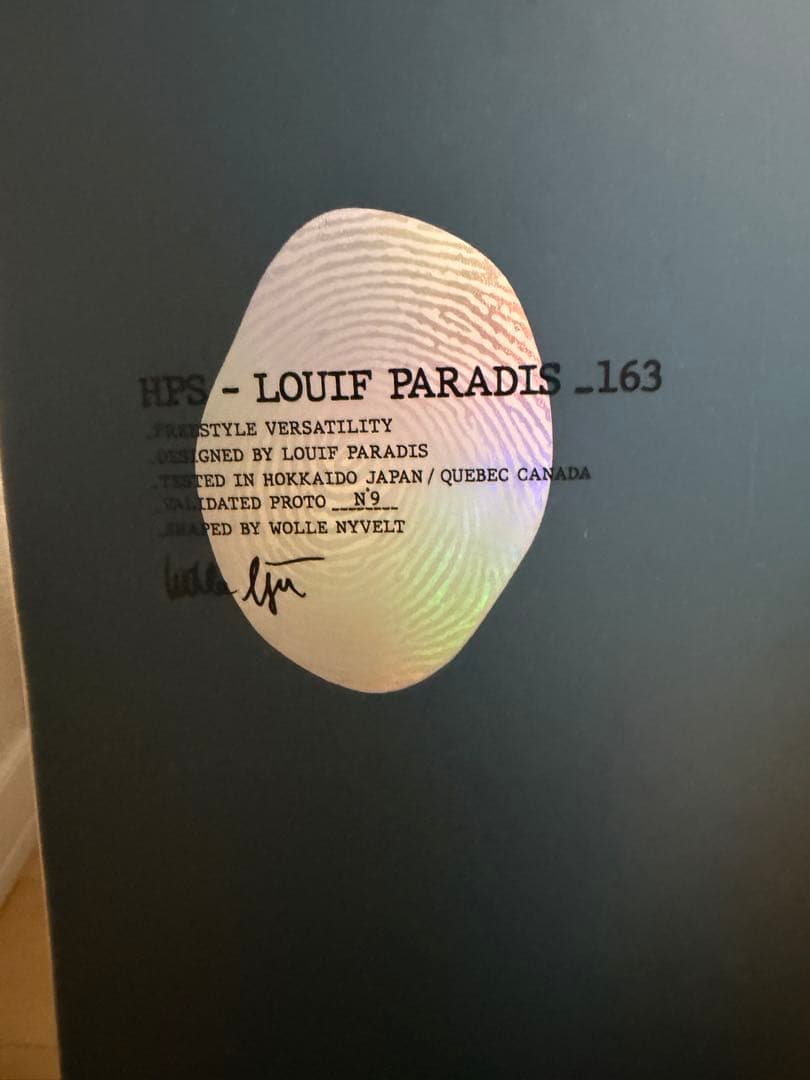 HPS - LOUIF PARADIS _163
_FREESTYLE VERSATILITY
_DESIGNED BY LOUIF PARADIS
_TESTED IN HOKKAIDO JAPAN / QUEBEC CANADA
_VALIDATED PROTO __N°9__
_SHAPED BY WOLLE NYVELT